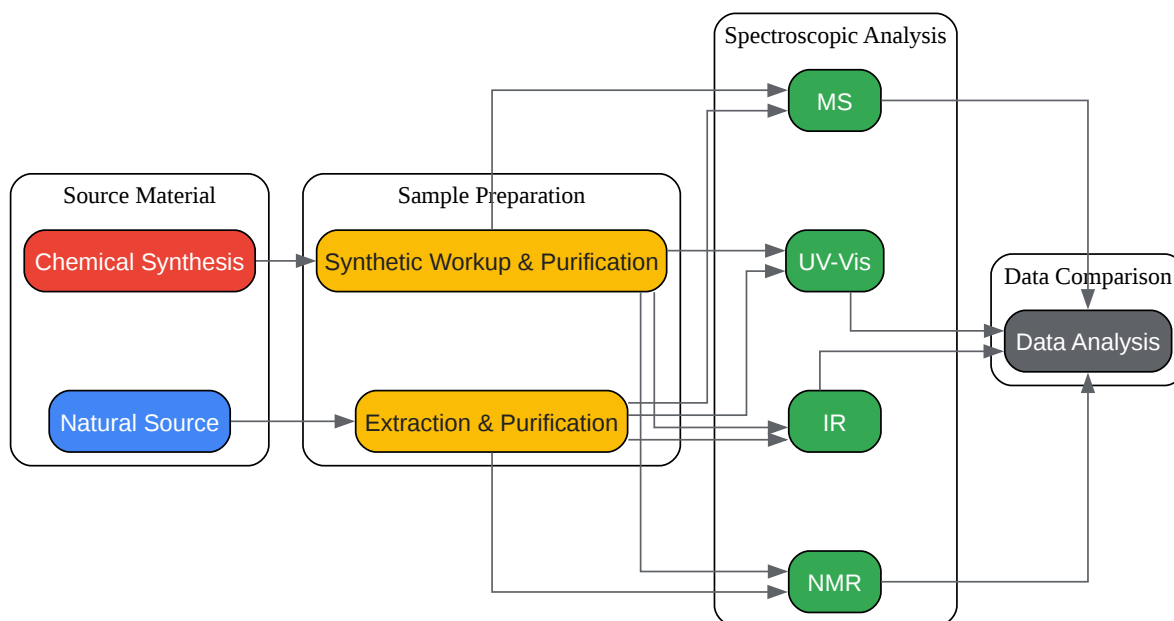 Source Material
Chemical Synthesis
Natural Source
Sample Preparation
Synthetic Workup & Purification
Extraction & Purification
Spectroscopic Analysis
MS
UV-Vis
IR
NMR
Data Comparison
Data Analysis